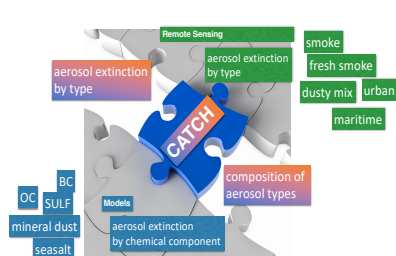 Remote Sensing
aerosol extinction
by type
smoke
fresh smoke
dusty mix
urban
maritime
aerosol extinction
by type
CATCH
composition of
aerosol types
BC
OC
SULF
mineral dust
seasalt
Models
aerosol extinction
by chemical component